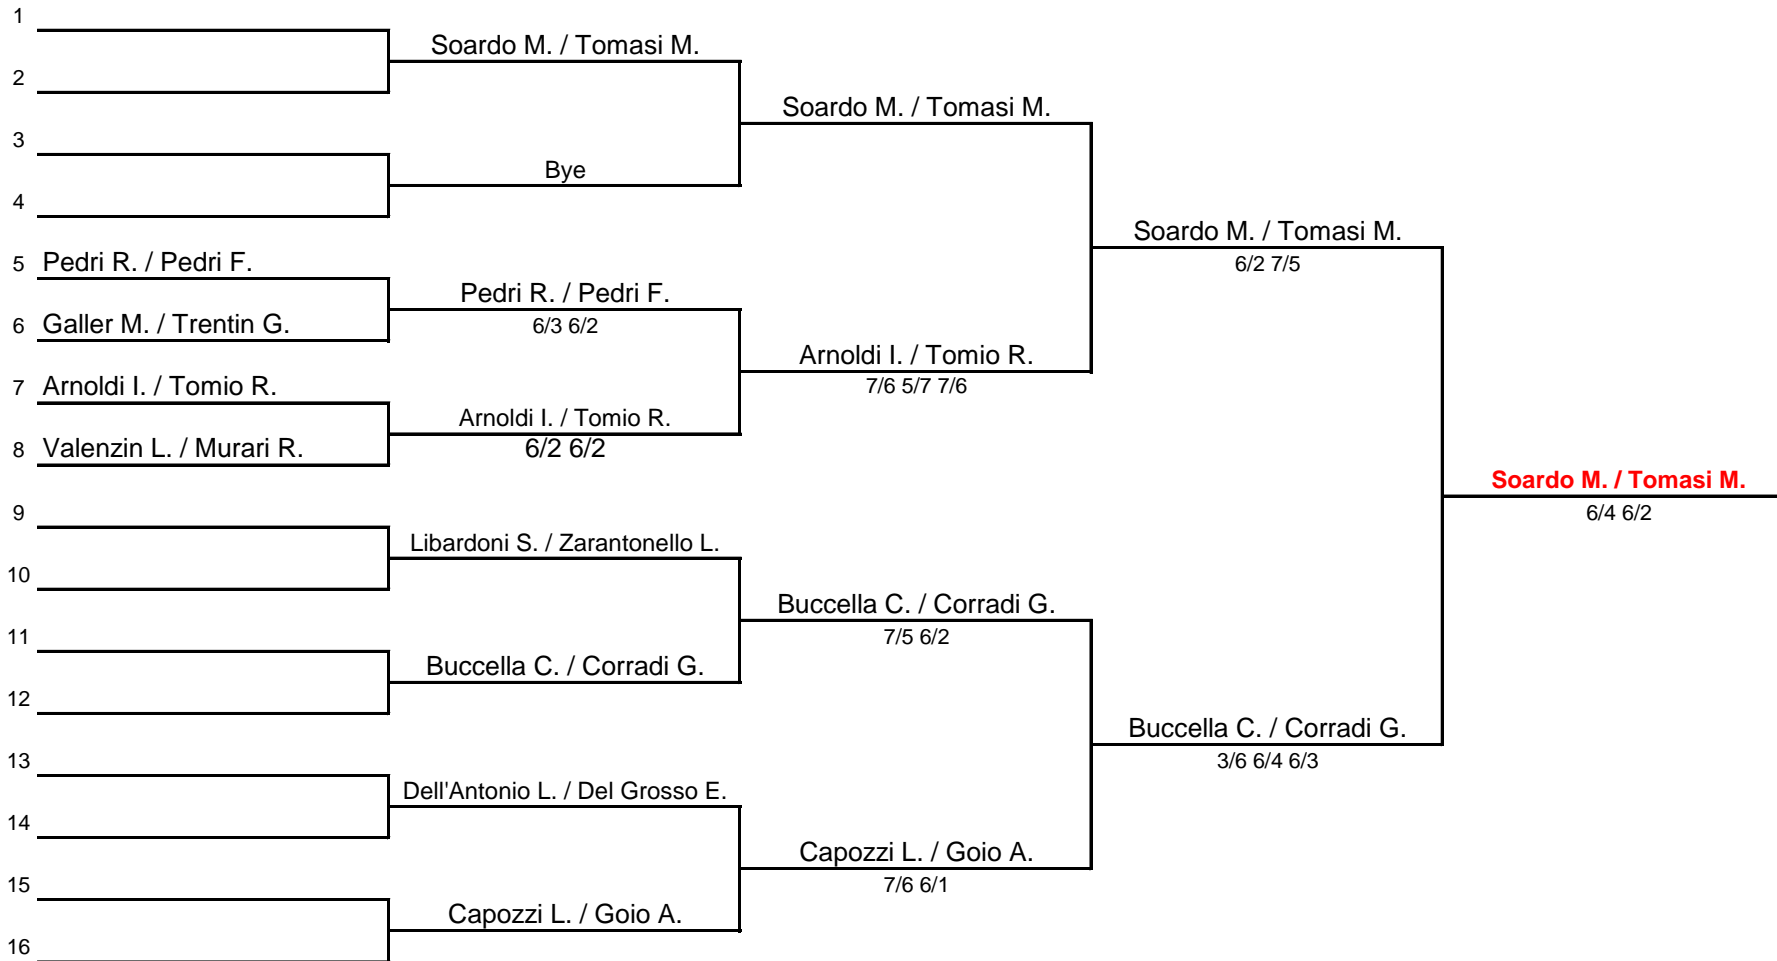 1
Soardo M. / Tomasi M.
2
Soardo M. / Tomasi M.
3
Bye
4
Soardo M. / Tomasi M.
6/2 7/5
5 Pedri R. / Pedri F.
Pedri R. / Pedri F.
6/3 6/2
6 Galler M. / Trentin G.
Arnoldi I. / Tomio R.
7/6 5/7 7/6
7 Arnoldi I. / Tomio R.
Arnoldi I. / Tomio R.
6/2 6/2
8 Valenzin L. / Murari R.
Soardo M. / Tomasi M.
6/4 6/2
9
Libardoni S. / Zarantonello L.
10
Buccella C. / Corradi G.
7/5 6/2
11
Buccella C. / Corradi G.
12
Buccella C. / Corradi G.
3/6 6/4 6/3
13
Dell'Antonio L. / Del Grosso E.
14
Capozzi L. / Goio A.
7/6 6/1
15
Capozzi L. / Goio A.
16